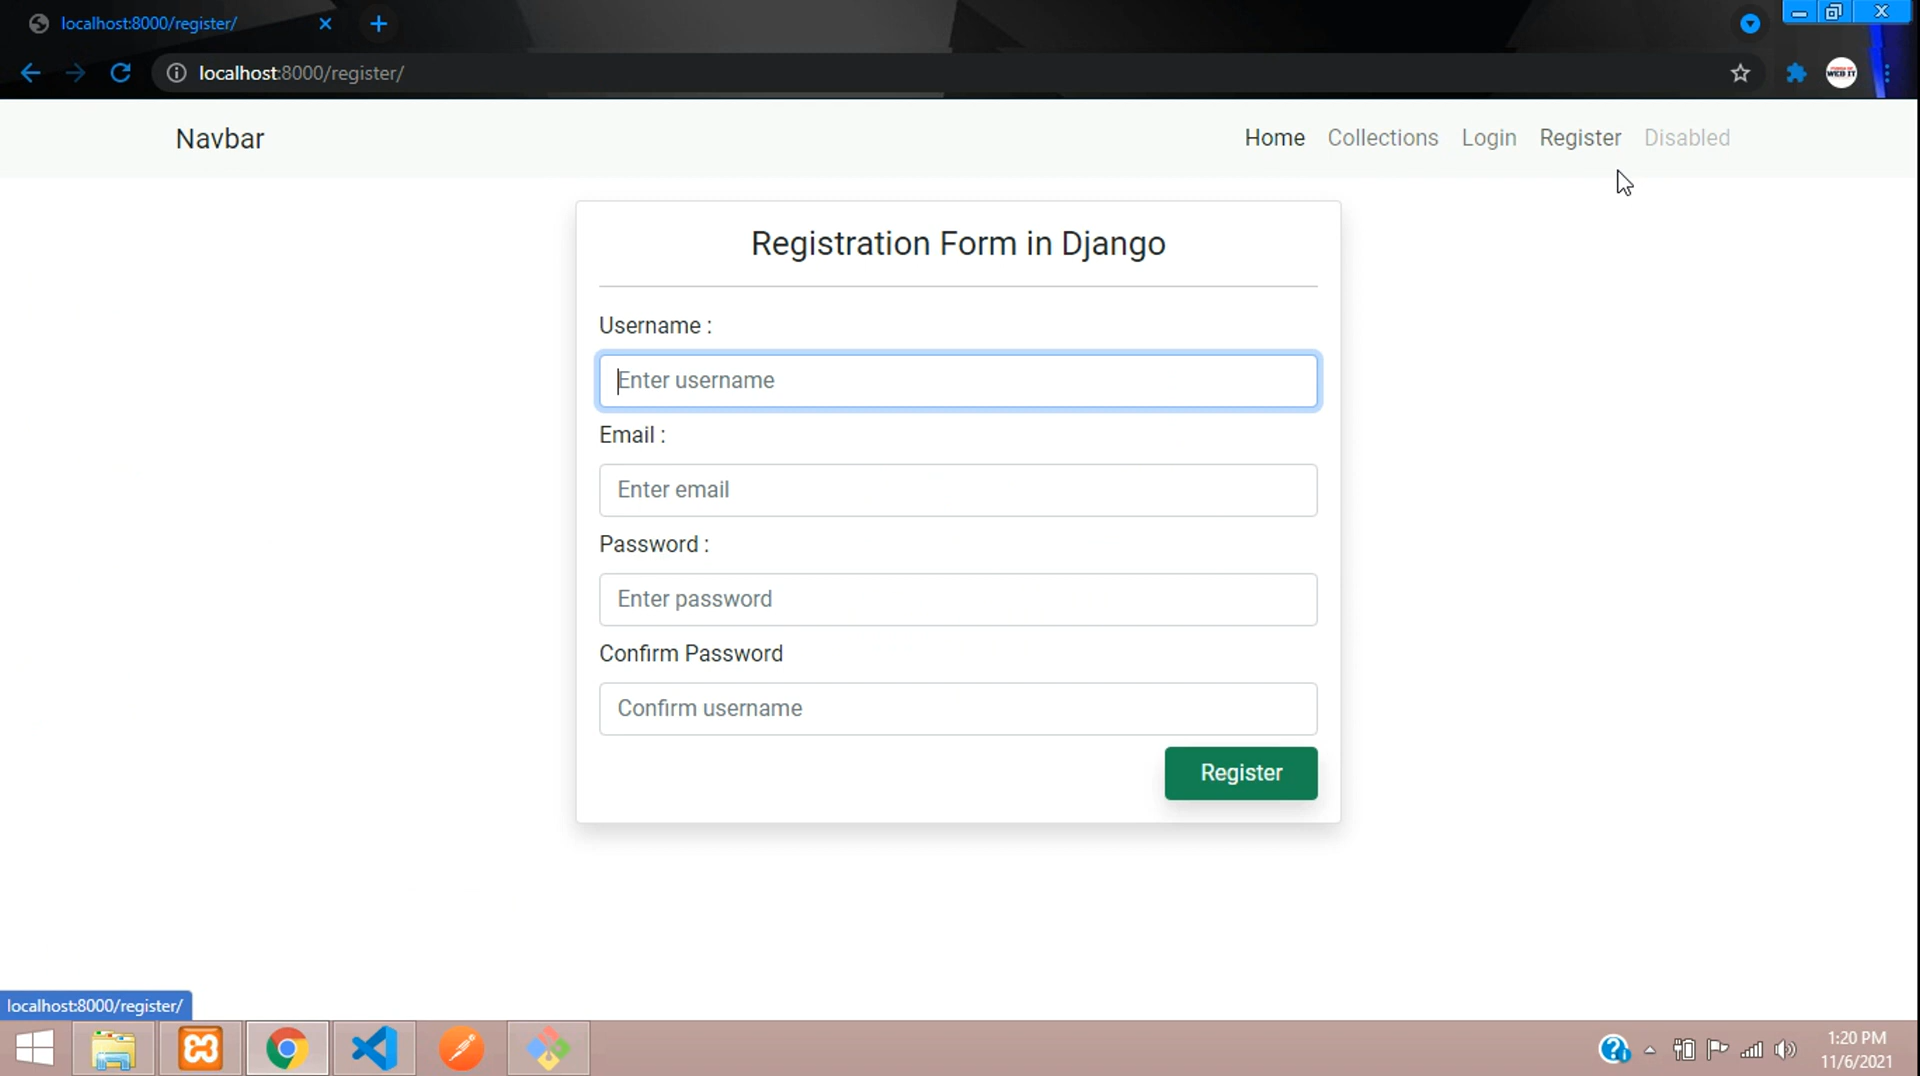 localhost:8000/register/
localhost:8000/register/
WEB IT
Navbar
Home Collections Login Register Disabled
Registration Form in Django
Username :
Enter username
Email :
Enter email
Password :
Enter password
Confirm Password
Confirm username
Register
localhost:8000/register/
1:20 PM
11/6/2021